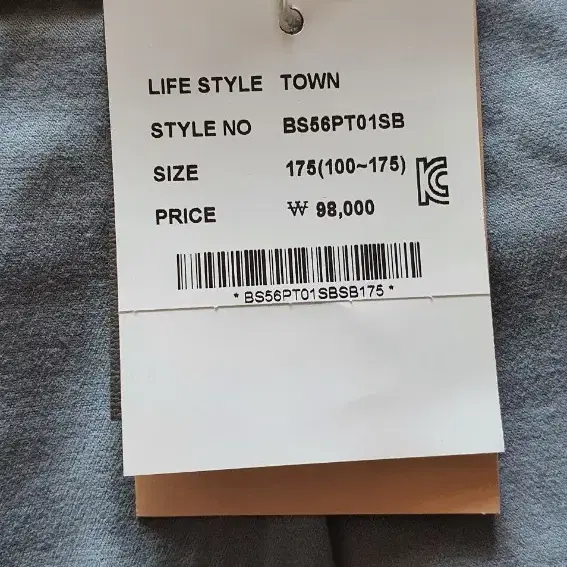 LIFE STYLE TOWN
STYLE NO BS56PT01SB
SIZE 175(100~175)
PRICE ₩ 98,000
* BS56PT01SBSB175 *